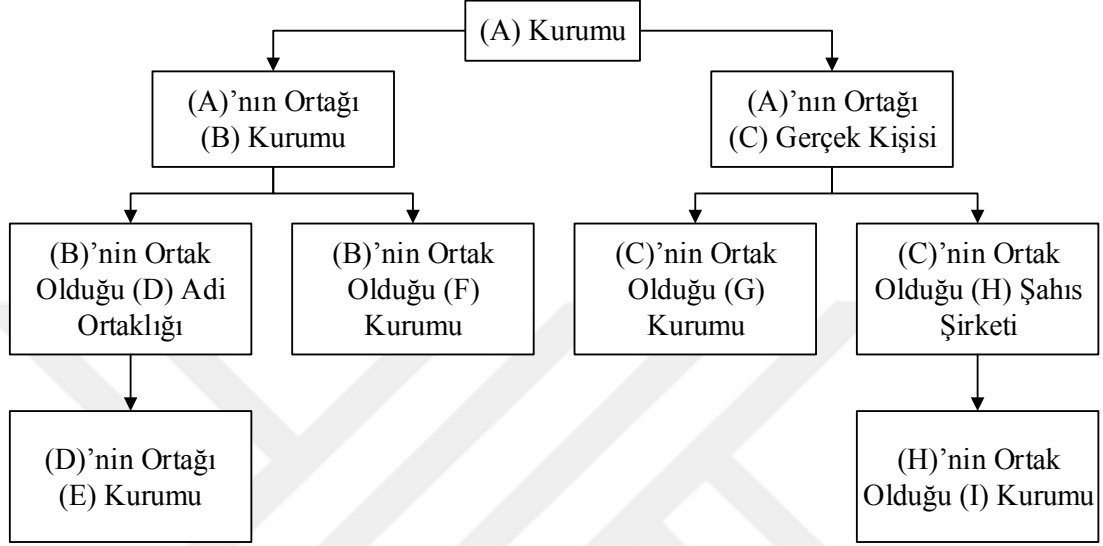 (A) Kurumu
(A)’nın Ortağı
(B) Kurumu
(A)’nın Ortağı
(C) Gerçek Kişisi
(B)’nin Ortak
Olduğu (D) Adi
Ortaklığı
(B)’nin Ortak
Olduğu (F)
Kurumu
(C)’nin Ortak
Olduğu (G)
Kurumu
(C)’nin Ortak
Olduğu (H) Şahıs
Şirketi
(D)’nin Ortağı
(E) Kurumu
(H)’nin Ortak
Olduğu (I) Kurumu